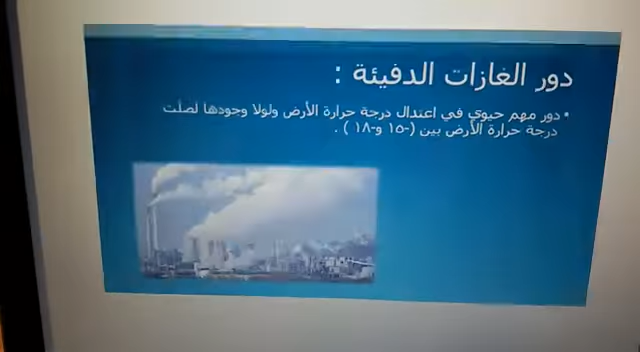 دور الغازات الدفيئة :
• دور مهم حيوي في اعتدال درجة حرارة الأرض ولولا وجودها لضلّت
درجة حرارة الأرض بين (-١٥ و-١٨ ) .